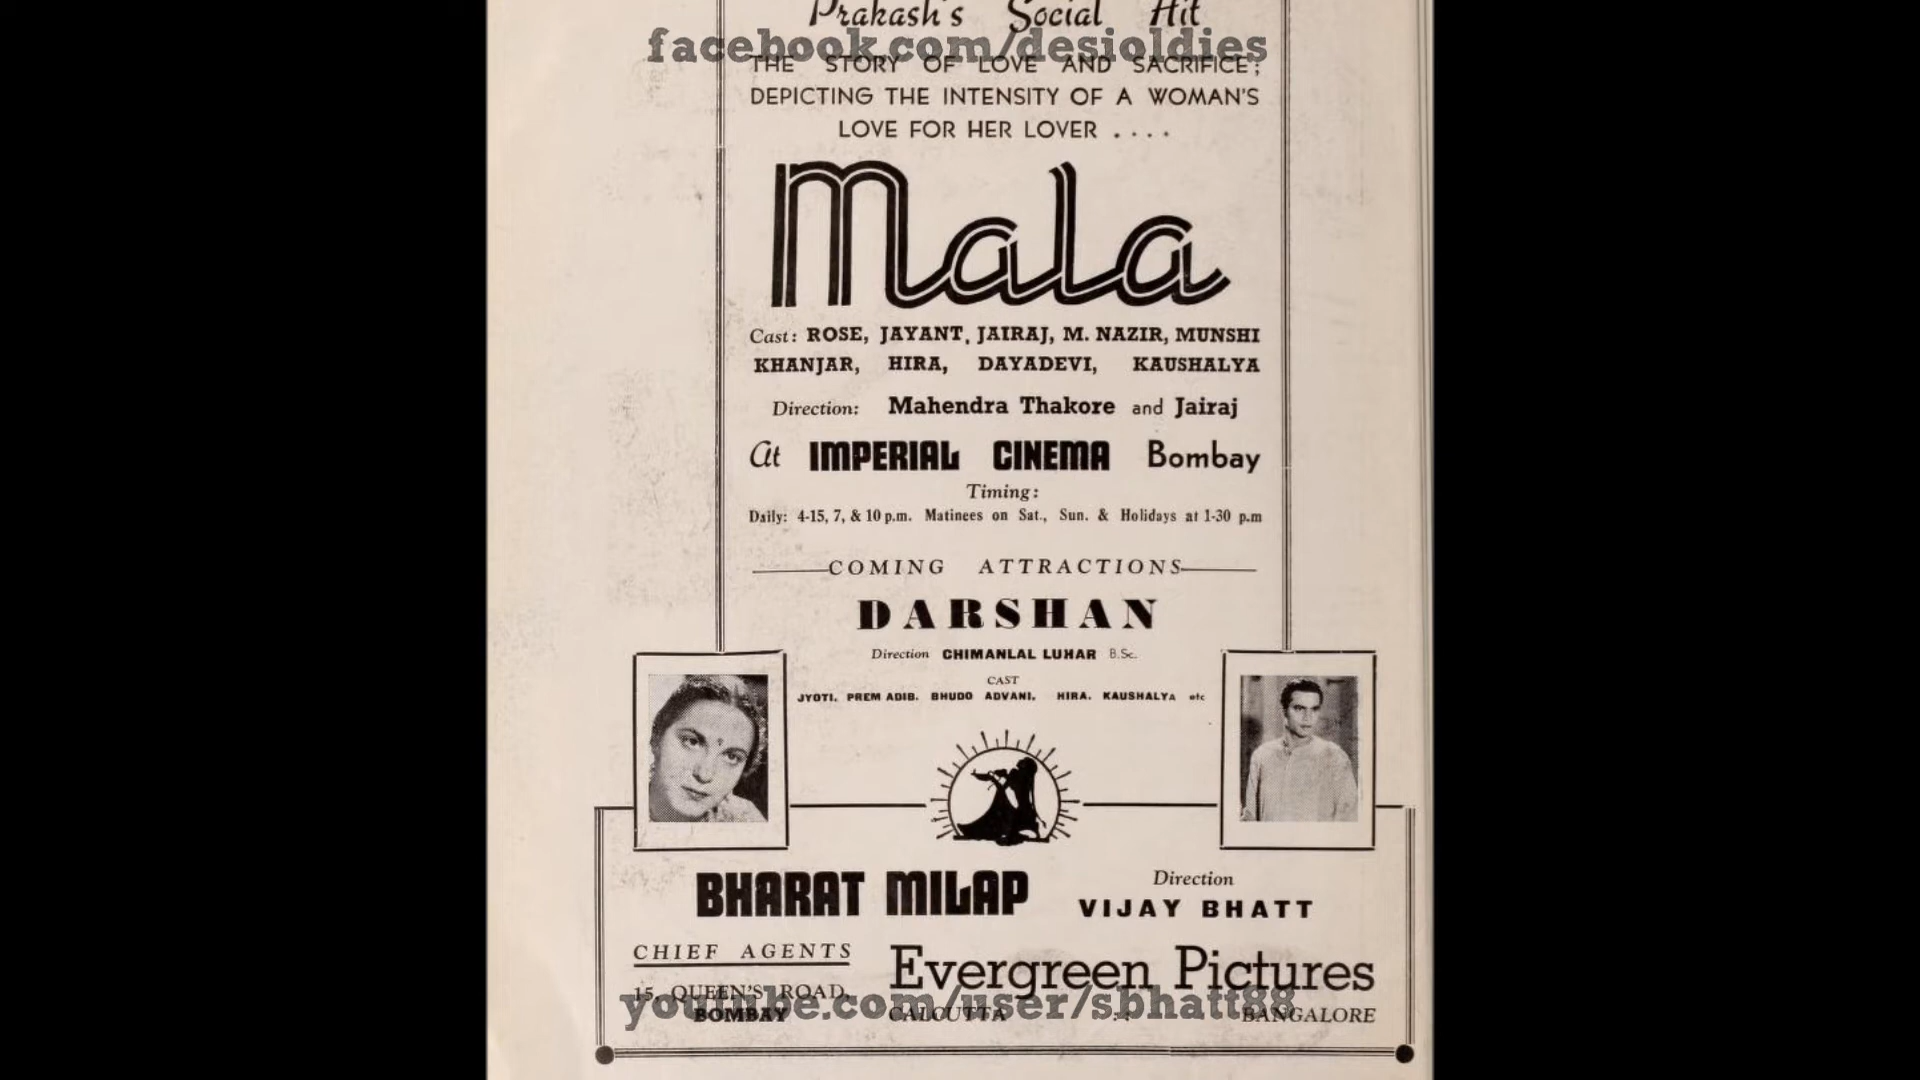 Prakash's Social Hit
facebook.com/desioldies
THE STORY OF LOVE AND SACRIFICE;
DEPICTING THE INTENSITY OF A WOMAN'S
LOVE FOR HER LOVER ....
Mala
Cast: ROSE, JAYANT, JAIRAJ, M. NAZIR, MUNSHI
KHANJAR, HIRA, DAYADEVI, KAUSHALYA
Direction: Mahendra Thakore and Jairaj
At IMPERIAL CINEMA Bombay
Timing:
Daily: 4-15, 7, & 10 p.m. Matinees on Sat., Sun. & Holidays at 1-30 p.m
COMING ATTRACTIONS
DARSHAN
Direction CHIMANLAL LUHAR B.Sc.
CAST
JYOTI. PREM ADIB. BHUDO ADVANI. HIRA. KAUSHALYA etc
BHARAT MILAP
Direction
VIJAY BHATT
CHIEF AGENTS
Evergreen Pictures
15, QUEEN'S ROAD,
youtube.com/user/sbhatt88
BOMBAY CALCUTTA :: BANGALORE